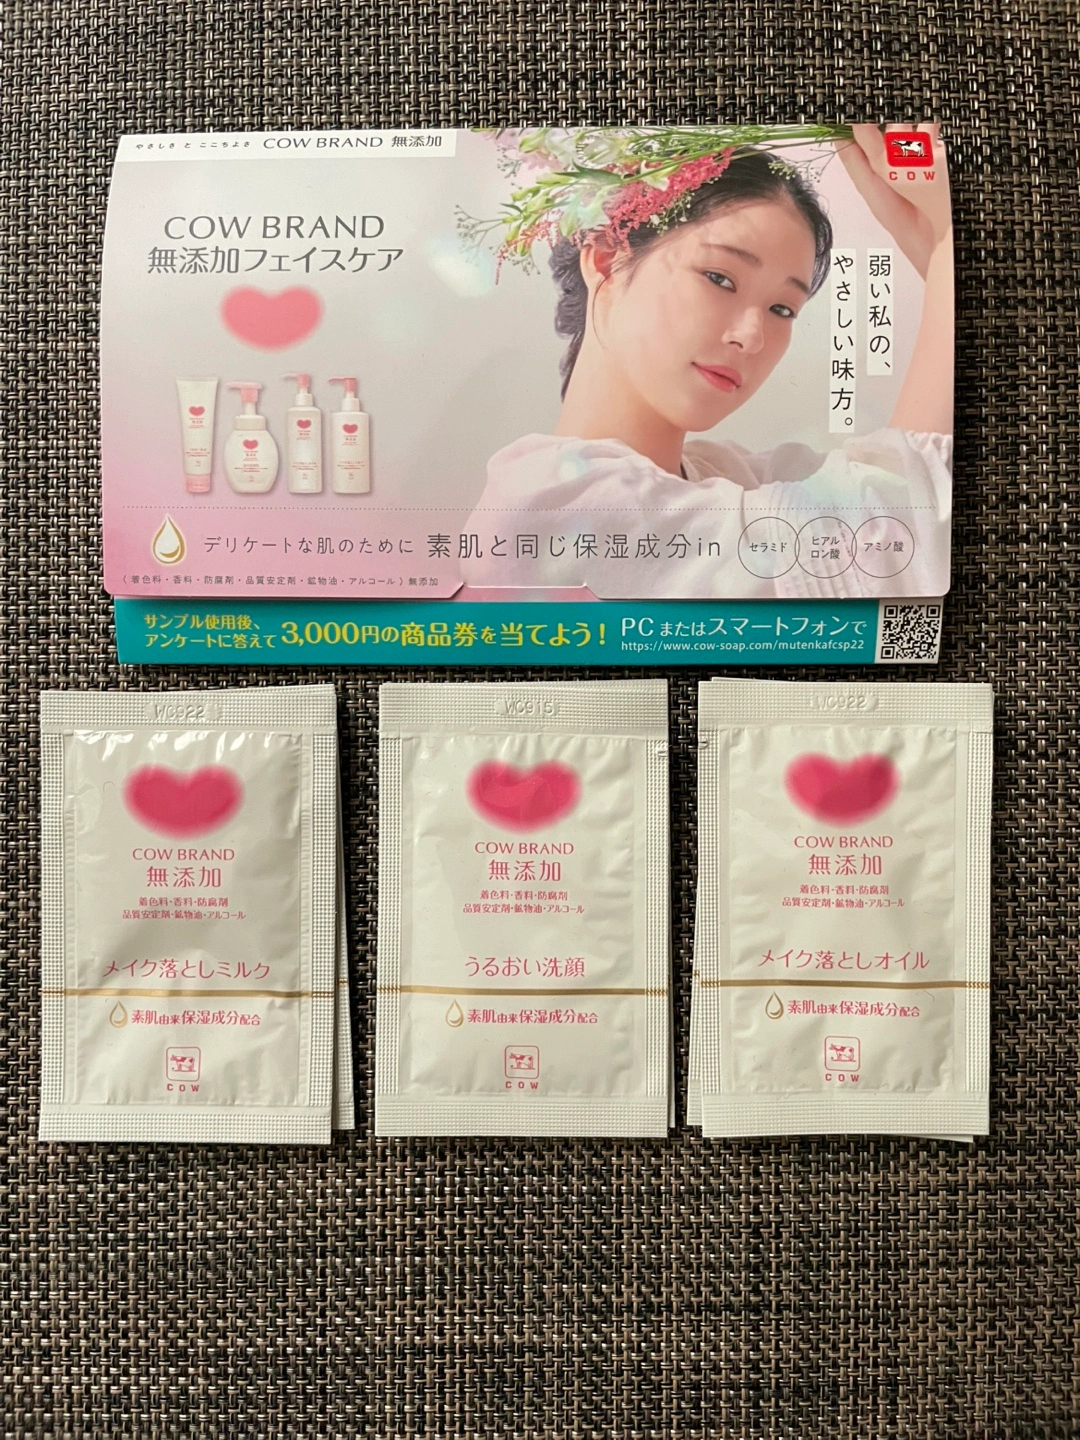 やさしさ と ここちよさ COW BRAND 無添加
COW
COW BRAND
無添加フェイスケア
弱い私の、
やさしい味方。
デリケートな肌のために 素肌と同じ保湿成分in
セラミド
ヒアル
ロン酸
アミノ酸
〈 着色料・香料・防腐剤・品質安定剤・鉱物油・アルコール 〉無添加
サンプル使用後、
アンケートに答えて 3,000円の商品券を当てよう！
PCまたはスマートフォンで
https://www.cow-soap.com/mutenkafcsp22
WC922
COW BRAND
無添加
着色料・香料・防腐剤
品質安定剤・鉱物油・アルコール
メイク落としミルク
素肌由来保湿成分配合
COW
WC915
COW BRAND
無添加
着色料・香料・防腐剤
品質安定剤・鉱物油・アルコール
うるおい洗顔
素肌由来保湿成分配合
COW
WC922
COW BRAND
無添加
着色料・香料・防腐剤
品質安定剤・鉱物油・アルコール
メイク落としオイル
素肌由来保湿成分配合
COW